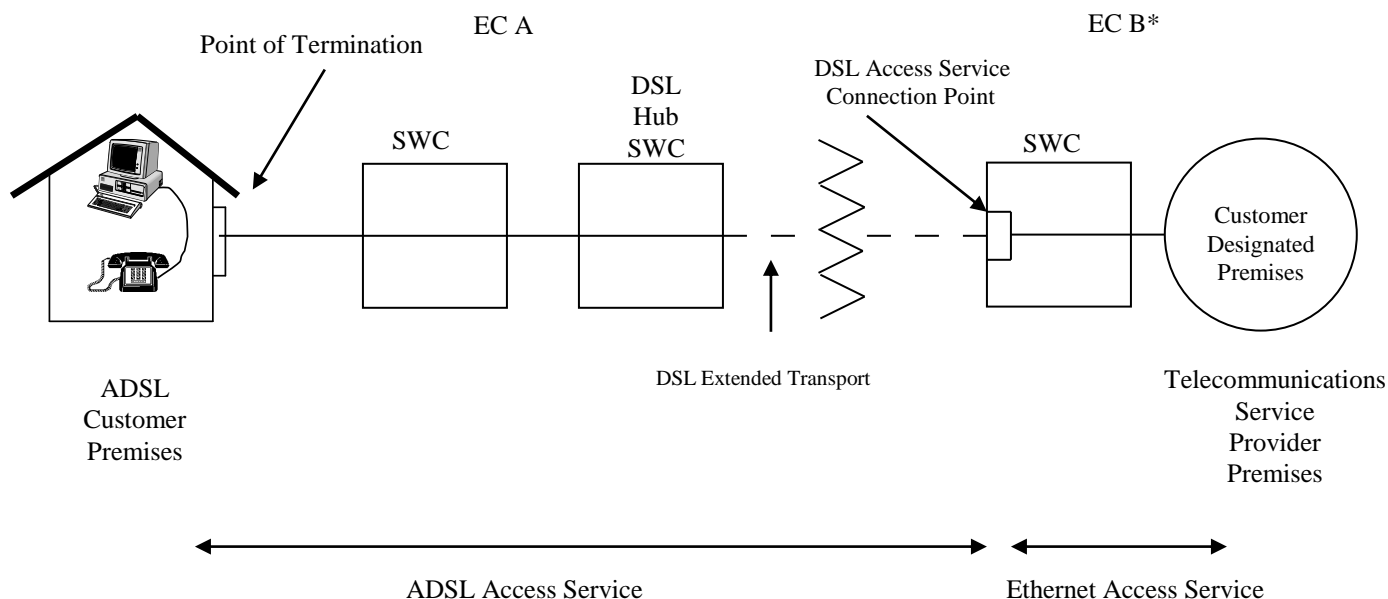 EC A
EC B*
Point of Termination
DSL Access Service
Connection Point
DSL
Hub
SWC
SWC
SWC
Customer
Designated
Premises
DSL Extended Transport
ADSL
Customer
Premises
Telecommunications
Service
Provider
Premises
ADSL Access Service
Ethernet Access Service